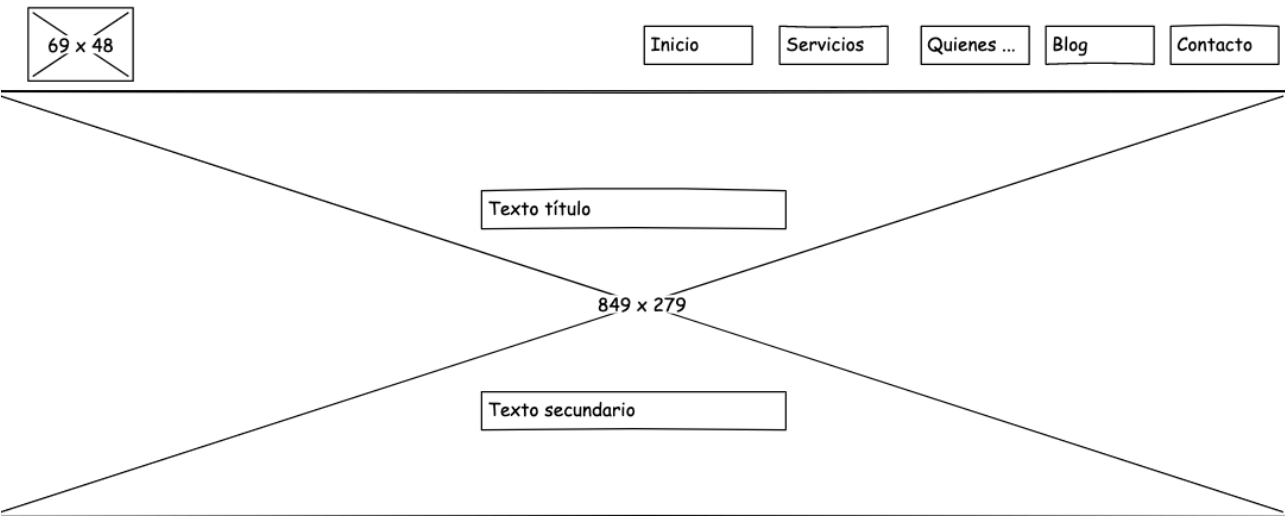 69 x 48
Inicio
Servicios
Quienes ...
Blog
Contacto
Texto título
849 x 279
Texto secundario